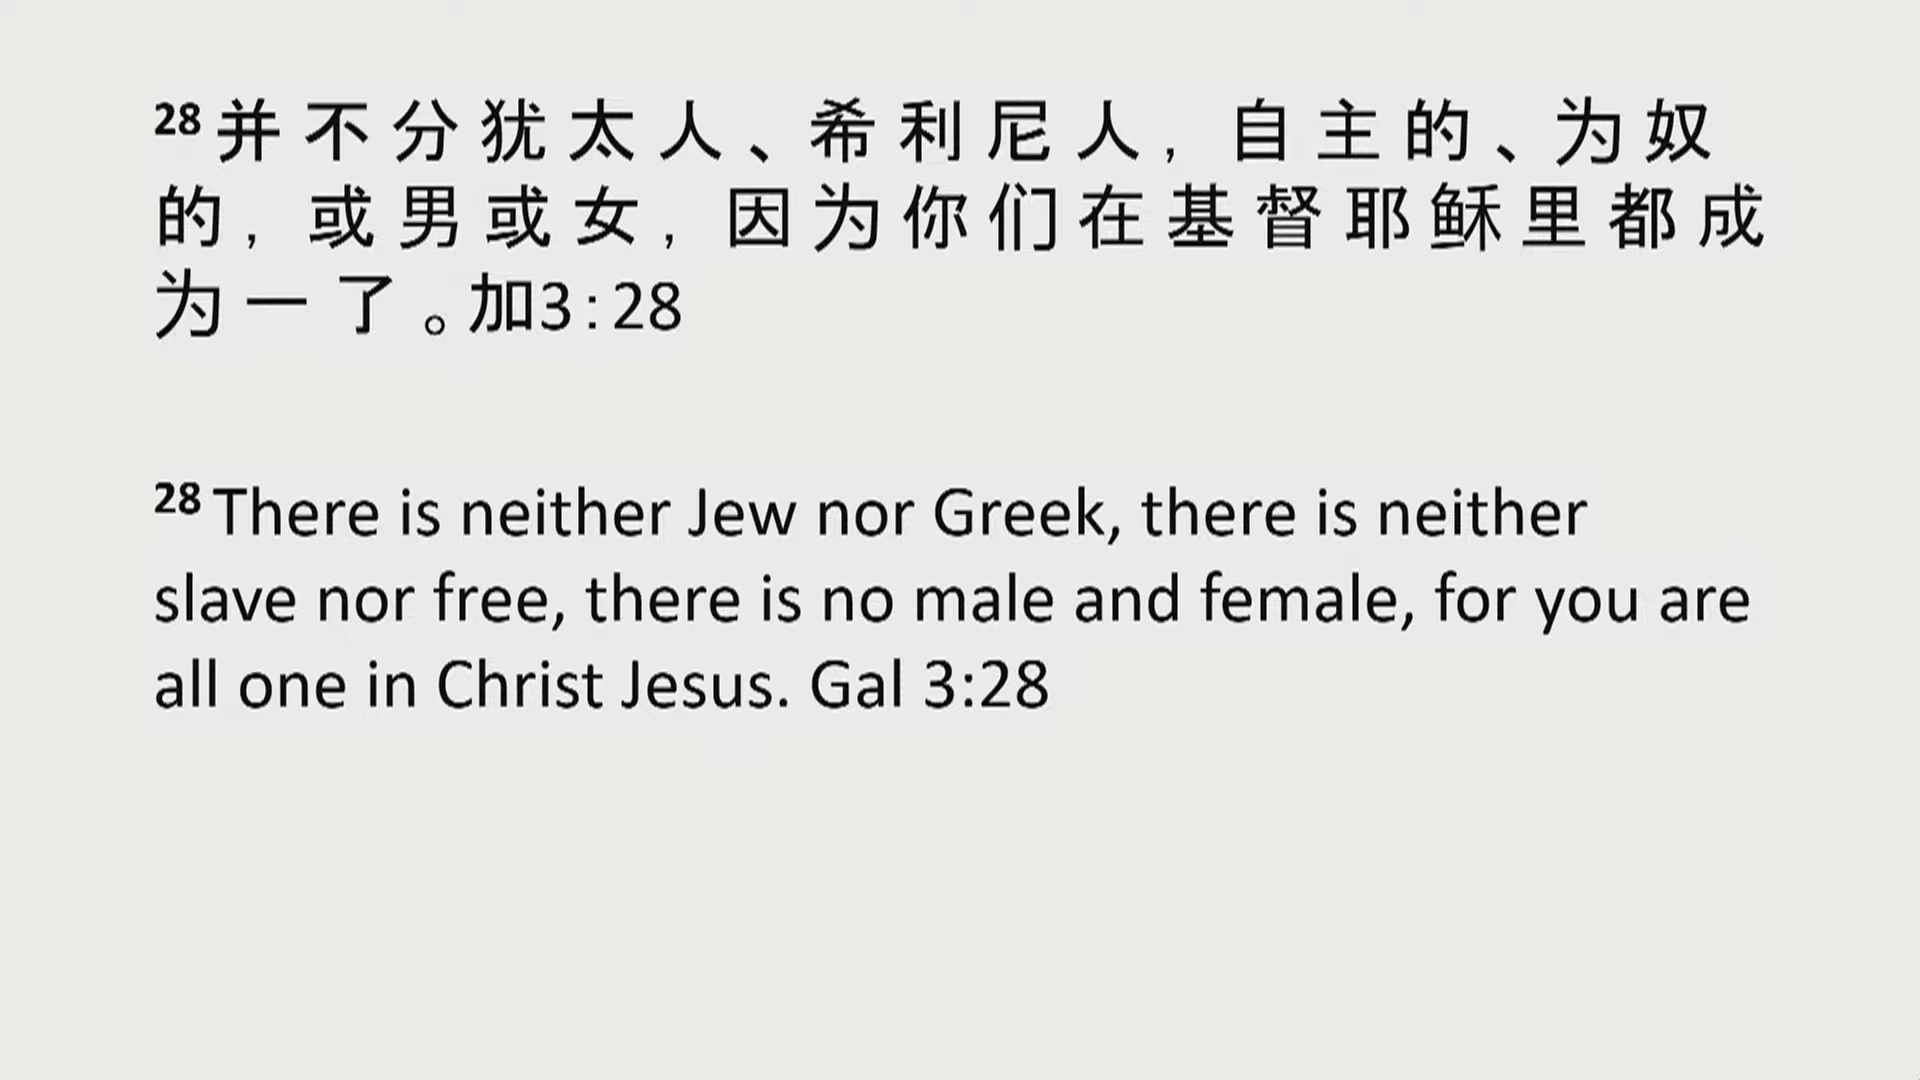 28 并不分犹太人、希利尼人,自主的、为奴
的,或男或女,因为你们在基督耶稣里都成
为一了。加3:28
28 There is neither Jew nor Greek, there is neither
slave nor free, there is no male and female, for you are
all one in Christ Jesus. Gal 3:28